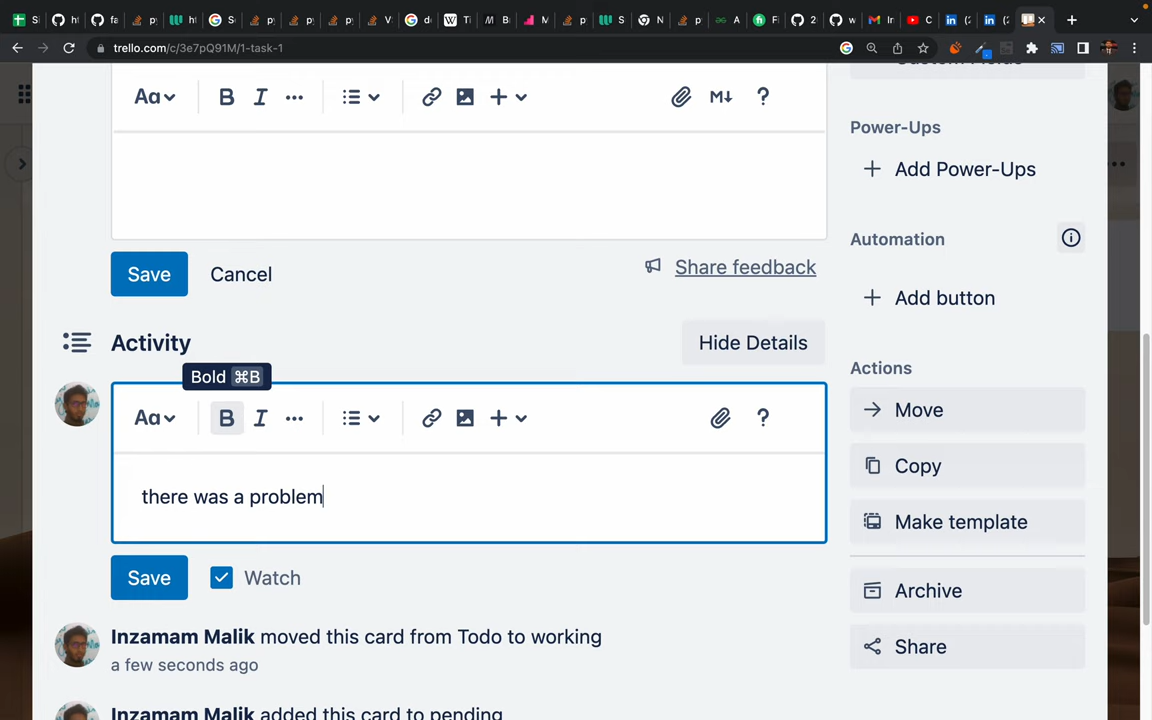 trello.com/c/3e7pQ91M/1-task-1
Aa
B I
M↓ ?
Power-Ups
+ Add Power-Ups
Automation
Save Cancel
Share feedback
+ Add button
Activity
Hide Details
Bold ⌘B
Actions
Aa
B I
?
Move
Copy
there was a problem
Make template
Save
Watch
Archive
Inzamam Malik moved this card from Todo to working
a few seconds ago
Share
Inzamam Malik added this card to pending